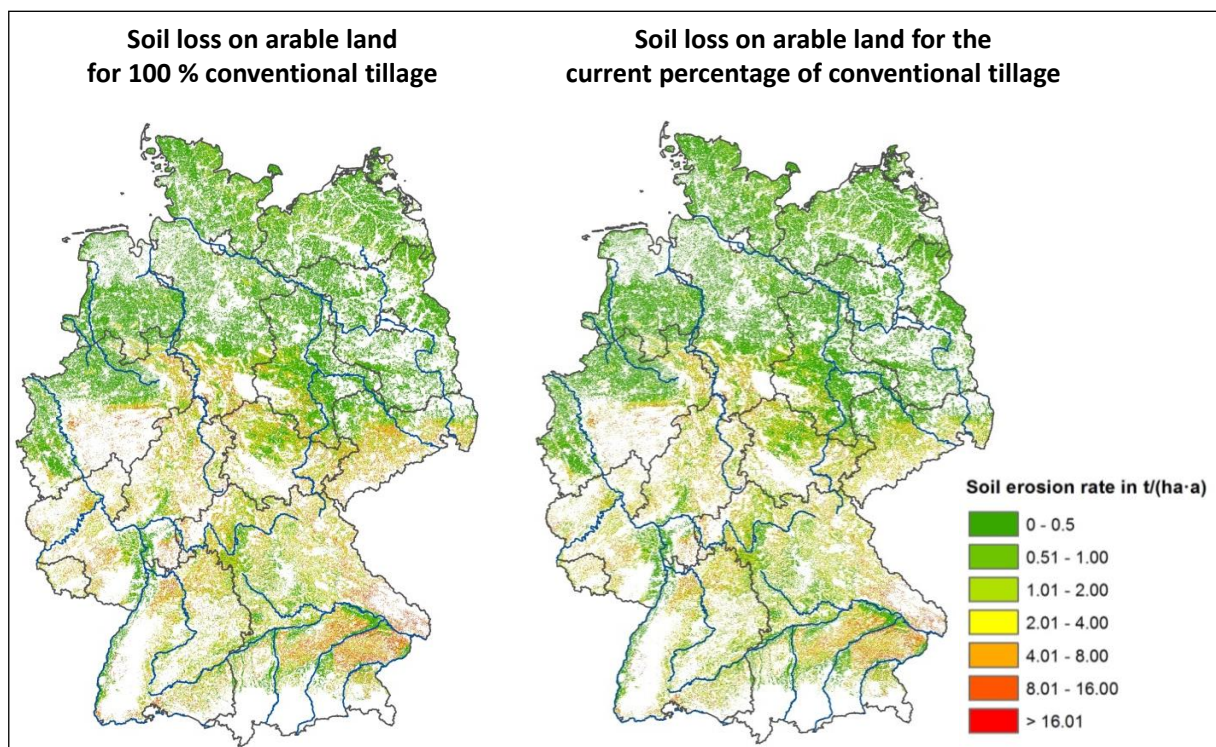 Soil loss on arable land
for 100 % conventional tillage
Soil loss on arable land for the
current percentage of conventional tillage
Soil erosion rate in t/(ha·a)
0 - 0.5
0.51 - 1.00
1.01 - 2.00
2.01 - 4.00
4.01 - 8.00
8.01 - 16.00
> 16.01